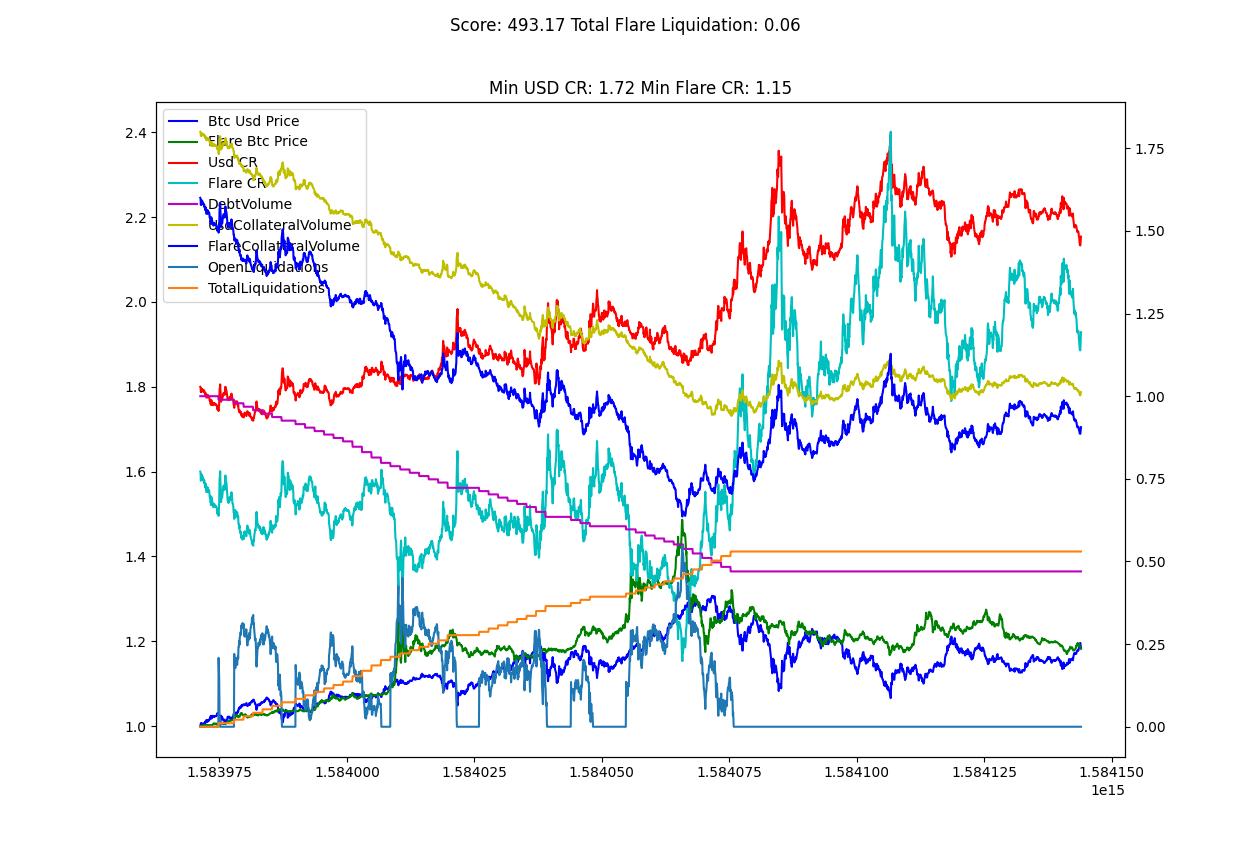 Score: 493.17 Total Flare Liquidation: 0.06
Min USD CR: 1.72 Min Flare CR: 1.15
Btc Usd Price
Flare Btc Price
Usd CR
Flare CR
DebtVolume
UsdCollateralVolume
FlareCollateralVolume
OpenLiquidations
TotalLiquidations
2.4
2.2
2.0
1.8
1.6
1.4
1.2
1.0
1.75
1.50
1.25
1.00
0.75
0.50
0.25
0.00
1.583975 1.584000 1.584025 1.584050 1.584075 1.584100 1.584125 1.584150
1e15